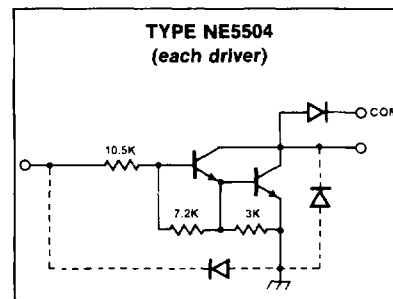 TYPE NE5504
(each driver)
COM
10.5K
7.2K
3K